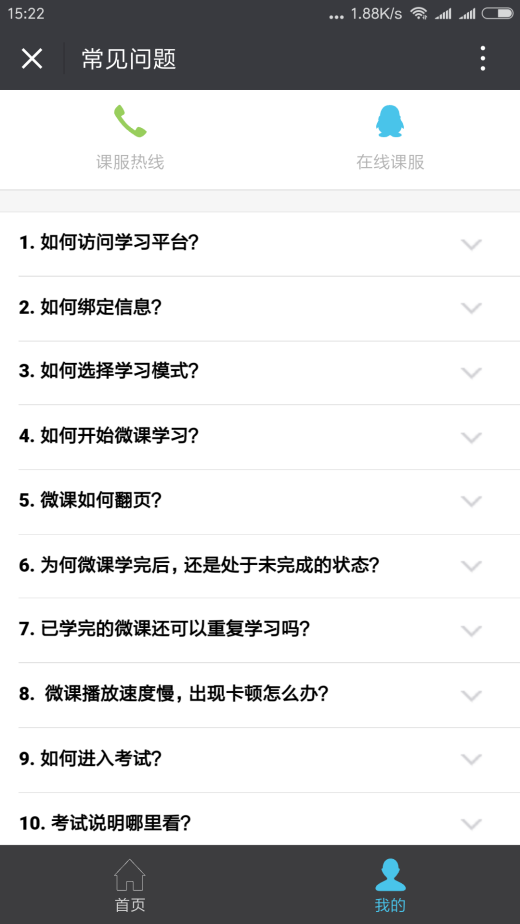 15:22
... 1.88K/s
常见问题
课服热线
在线课服
1. 如何访问学习平台?
2. 如何绑定信息?
3. 如何选择学习模式?
4. 如何开始微课学习?
5. 微课如何翻页?
6. 为何微课学完后, 还是处于未完成的状态?
7. 已学完的微课还可以重复学习吗?
8. 微课播放速度慢, 出现卡顿怎么办?
9. 如何进入考试?
10. 考试说明哪里看?
首页
我的